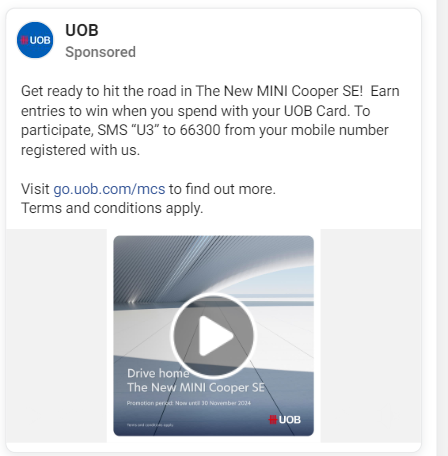 UOB
UOB
Sponsored
Get ready to hit the road in The New MINI Cooper SE! Earn
entries to win when you spend with your UOB Card. To
participate, SMS “U3” to 66300 from your mobile number
registered with us.
Visit go.uob.com/mcs to find out more.
Terms and conditions apply.
Drive home
The New MINI Cooper SE
Promotion period: Now until 30 November 2024
Terms and conditions apply.
UOB